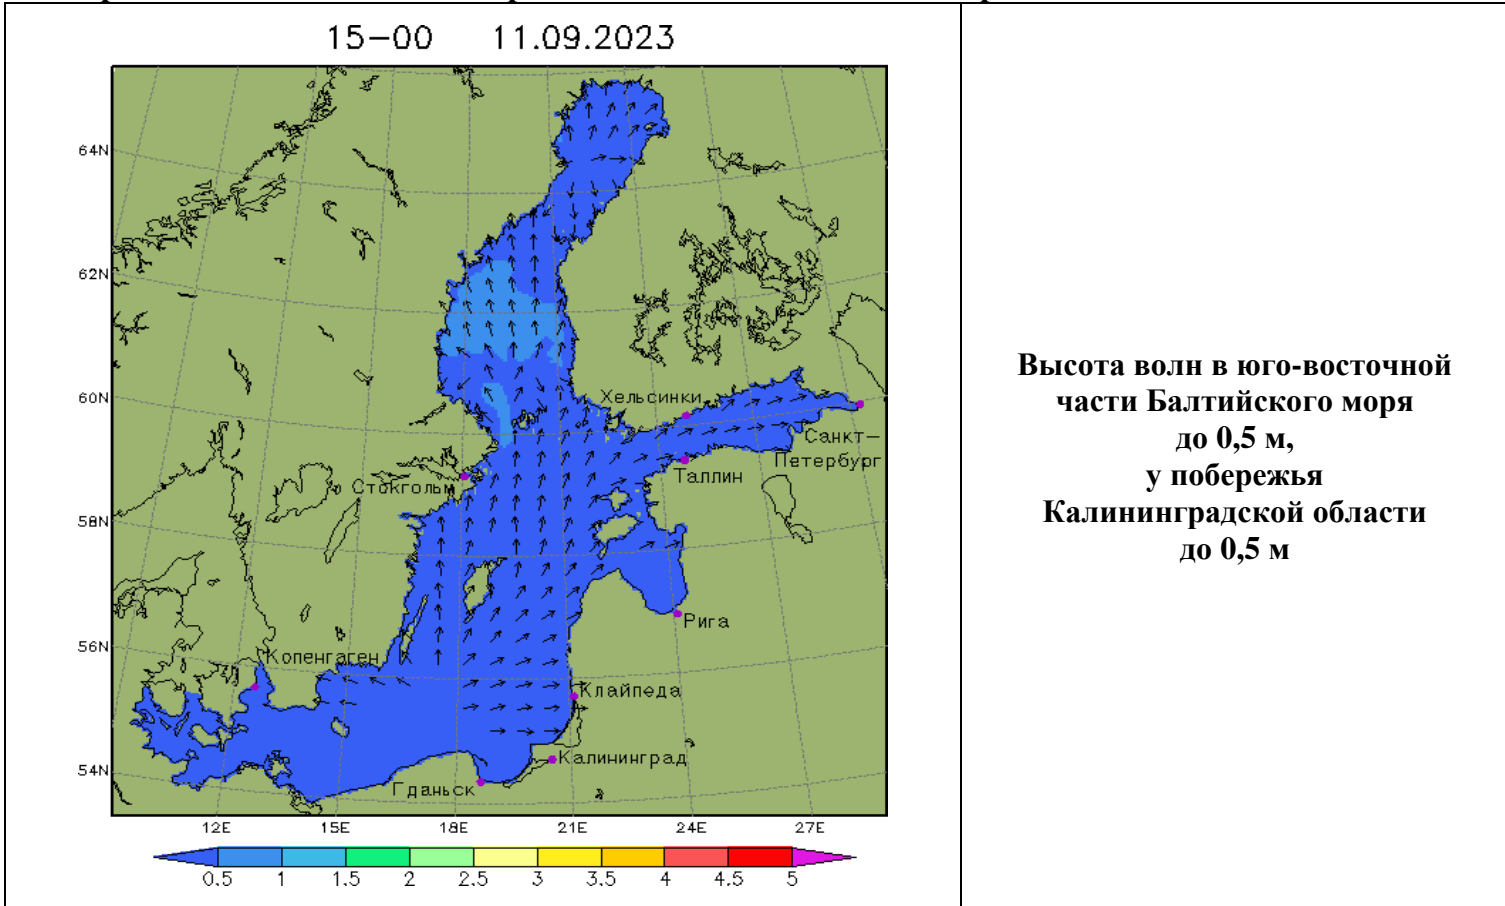 15-00 11.09.2023
64N
62N
60N
58N
56N
54N
Хельсинки
Санкт-
Петербург
Таллин
Стокгольм
Рига
Копенгаген
Клайпеда
Калининград
Гданьск
12E 15E 18E 21E 24E 27E
0.5 1 1.5 2 2.5 3 3.5 4 4.5 5
Высота волн в юго-восточной
части Балтийского моря
до 0,5 м,
у побережья
Калининградской области
до 0,5 м